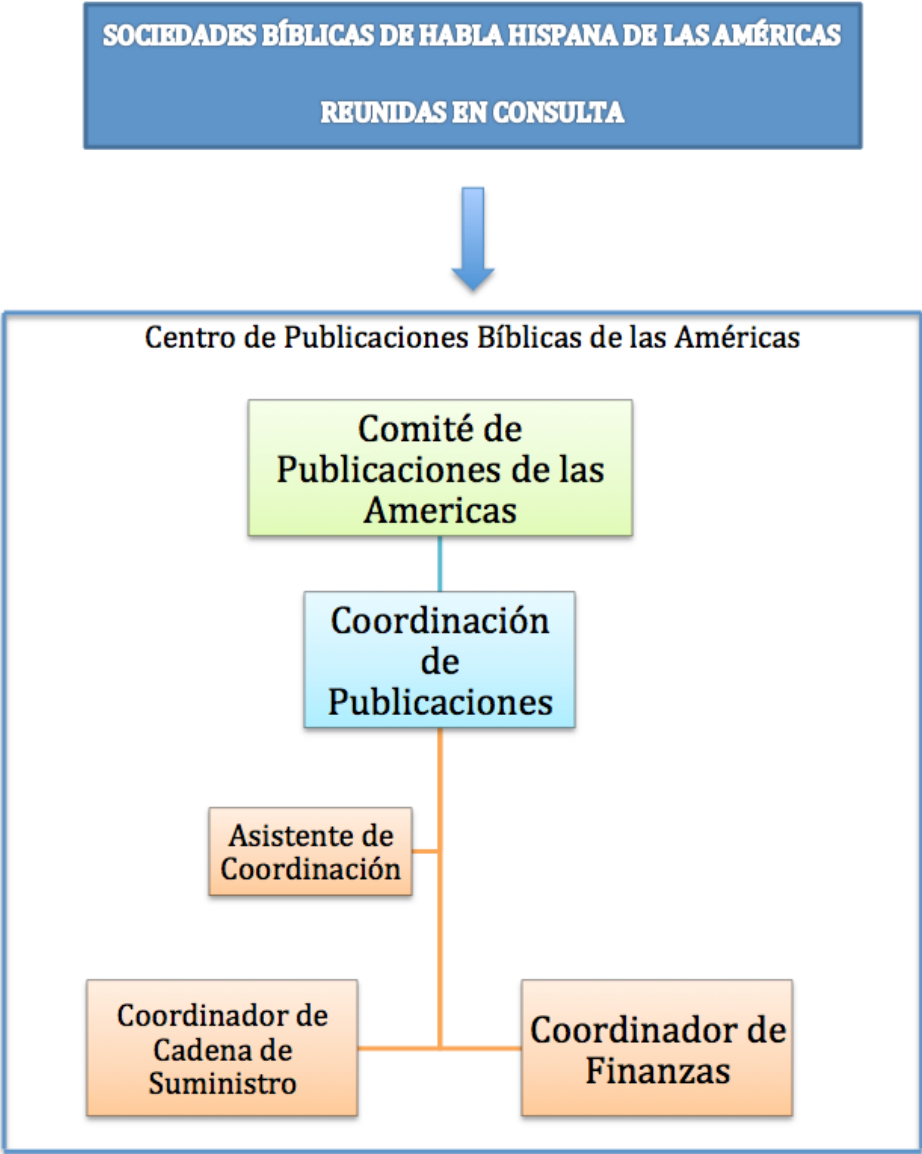 SOCIEDADES BÍBLICAS DE HABLA HISPANA DE LAS AMÉRICAS
REUNIDAS EN CONSULTA
Centro de Publicaciones Bíblicas de las Américas
Comité de
Publicaciones de las
Americas
Coordinación
de
Publicaciones
Asistente de
Coordinación
Coordinador de
Cadena de
Suministro
Coordinador de
Finanzas